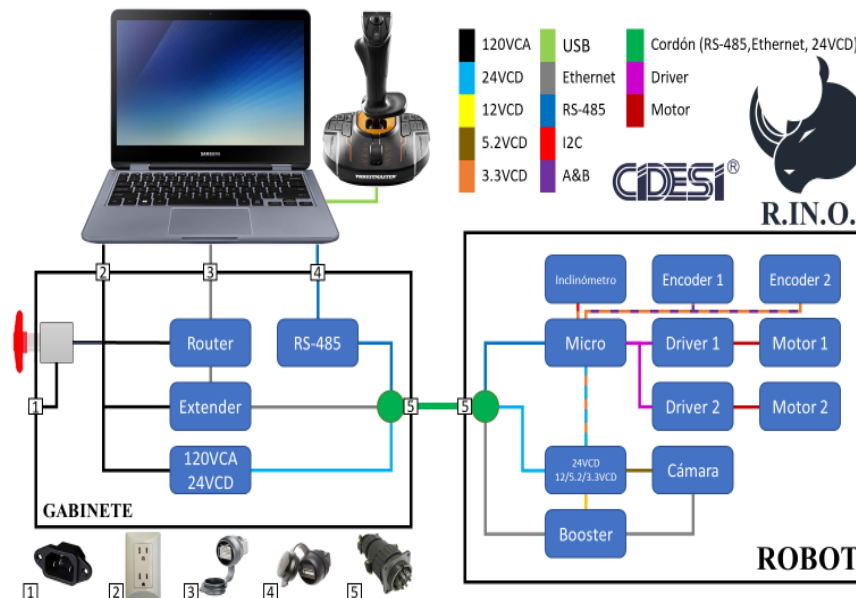 120VCA
24VCD
12VCD
5.2VCD
3.3VCD
USB
Ethernet
RS-485
I2C
A&B
Cordón (RS-485,Ethernet, 24VCD)
Driver
Motor
SAMSUNG
THRUSTMASTER
CIDESI®
R.IN.O.
2
3
4
Router
RS-485
Extender
1
5
120VCA
24VCD
GABINETE
5
Inclinómetro
Encoder 1
Encoder 2
Micro
Driver 1
Motor 1
Driver 2
Motor 2
24VCD
12/5.2/3.3VCD
Cámara
Booster
ROBOT
1
2
3
4
5